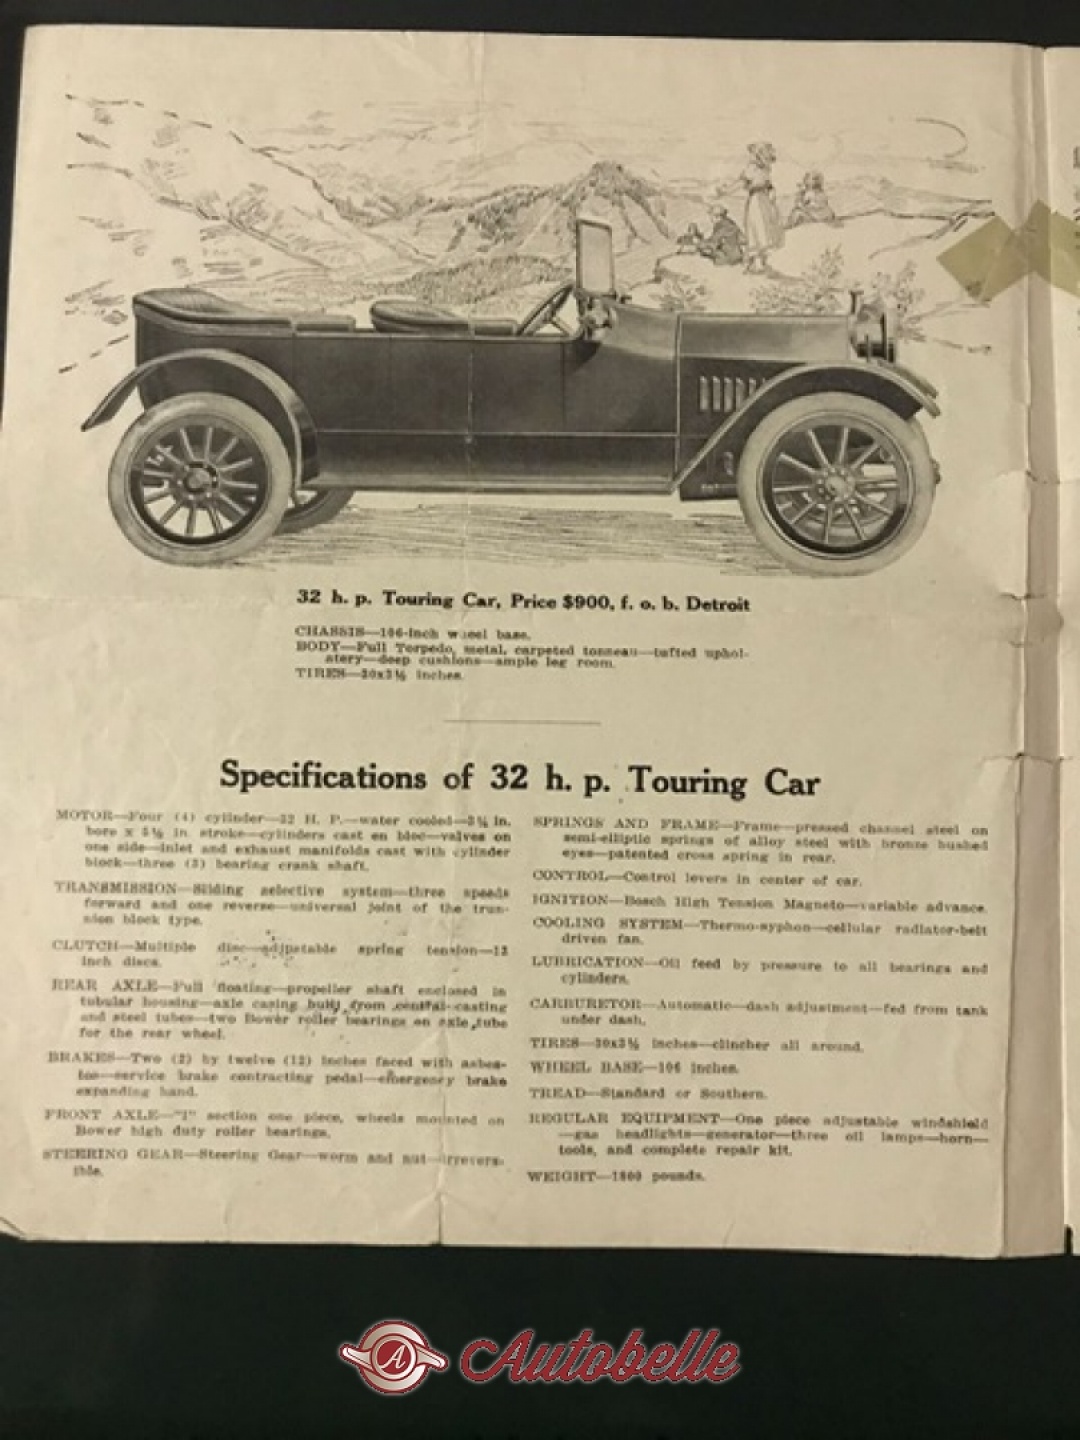 32 h. p. Touring Car, Price $900, f. o. b. Detroit
CHASSIS—106-inch wheel base.
BODY—Full Torpedo, metal, carpeted tonneau—tufted uphol-
stery—deep cushions—ample leg room.
TIRES—30x3½ inches.
Specifications of 32 h. p. Touring Car
MOTOR—Four (4) cylinder—32 H. P.—water cooled—3¼ in.
bore x 5½ in. stroke—cylinders cast en bloc—valves on
one side—inlet and exhaust manifolds cast with cylinder
block—three (3) bearing crank shaft.
TRANSMISSION—Sliding selective system—three speeds
forward and one reverse—universal joint of the trun-
nion block type.
CLUTCH—Multiple disc—adjustable spring tension—12
inch discs.
REAR AXLE—Full floating—propeller shaft enclosed in
tubular housing—axle casing built from central casting
and steel tubes—two Bower roller bearings on axle tube
for the rear wheel.
BRAKES—Two (2) by twelve (12) inches faced with asbes-
tos—service brake contracting pedal—emergency brake
expanding hand.
FRONT AXLE—"I" section one piece, wheels mounted on
Bower high duty roller bearings.
STEERING GEAR—Steering Gear—worm and nut—irrevers-
ible.
SPRINGS AND FRAME—Frame—pressed channel steel on
semi-elliptic springs of alloy steel with bronze bushed
eyes—patented cross spring in rear.
CONTROL—Control levers in center of car.
IGNITION—Bosch High Tension Magneto—variable advance.
COOLING SYSTEM—Thermo-syphon—cellular radiator-belt
driven fan.
LUBRICATION—Oil feed by pressure to all bearings and
cylinders.
CARBURETOR—Automatic—dash adjustment—fed from tank
under dash.
TIRES—30x3½ inches—clincher all around.
WHEEL BASE—106 inches.
TREAD—Standard or Southern.
REGULAR EQUIPMENT—One piece adjustable windshield
—gas headlights—generator—three oil lamps—horn—
tools, and complete repair kit.
WEIGHT—1800 pounds.
A Autobelle